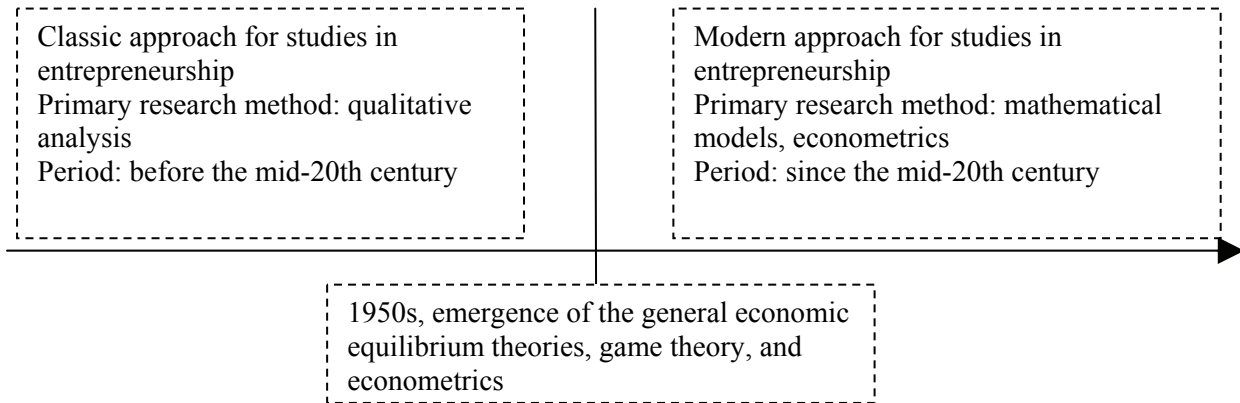 Classic approach for studies in
entrepreneurship
Primary research method: qualitative
analysis
Period: before the mid-20th century
Modern approach for studies in
entrepreneurship
Primary research method: mathematical
models, econometrics
Period: since the mid-20th century
1950s, emergence of the general economic
equilibrium theories, game theory, and
econometrics